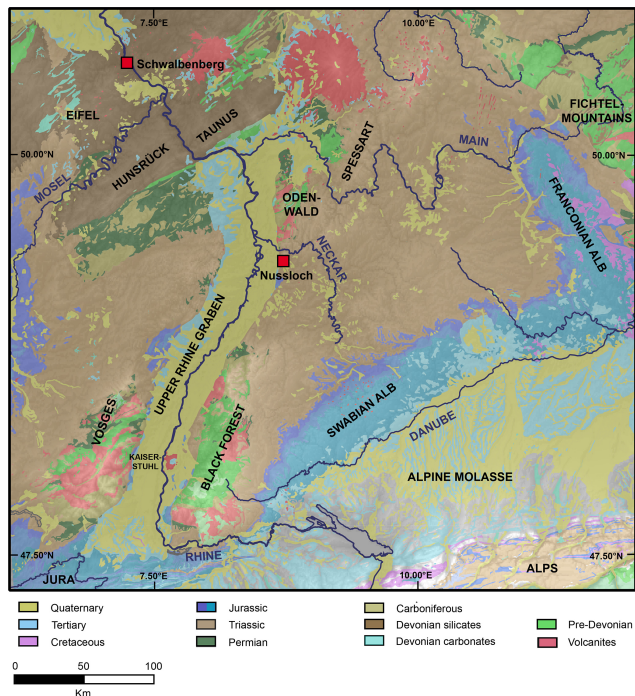 7.50°E
10.00°E
Schwalbenberg
EIFEL
FICHTEL
MOUNTAINS
TAUNUS
SPESSART
MAIN
50.00°N
50.00°N
HUNSRÜCK
MOSEL
ODEN-
WALD
FRANCONIAN ALB
NECKAR
Nussloch
UPPER RHINE GRABEN
SWABIAN ALB
VOSGES
DANUBE
KAISER-
STUHL
BLACK FOREST
ALPINE MOLASSE
47.50°N
47.50°N
RHINE
ALPS
JURA
7.50°E
10.00°E
Quaternary
Jurassic
Carboniferous
Tertiary
Triassic
Devonian silicates
Pre-Devonian
Cretaceous
Permian
Devonian carbonates
Volcanites
0
50
100
Km